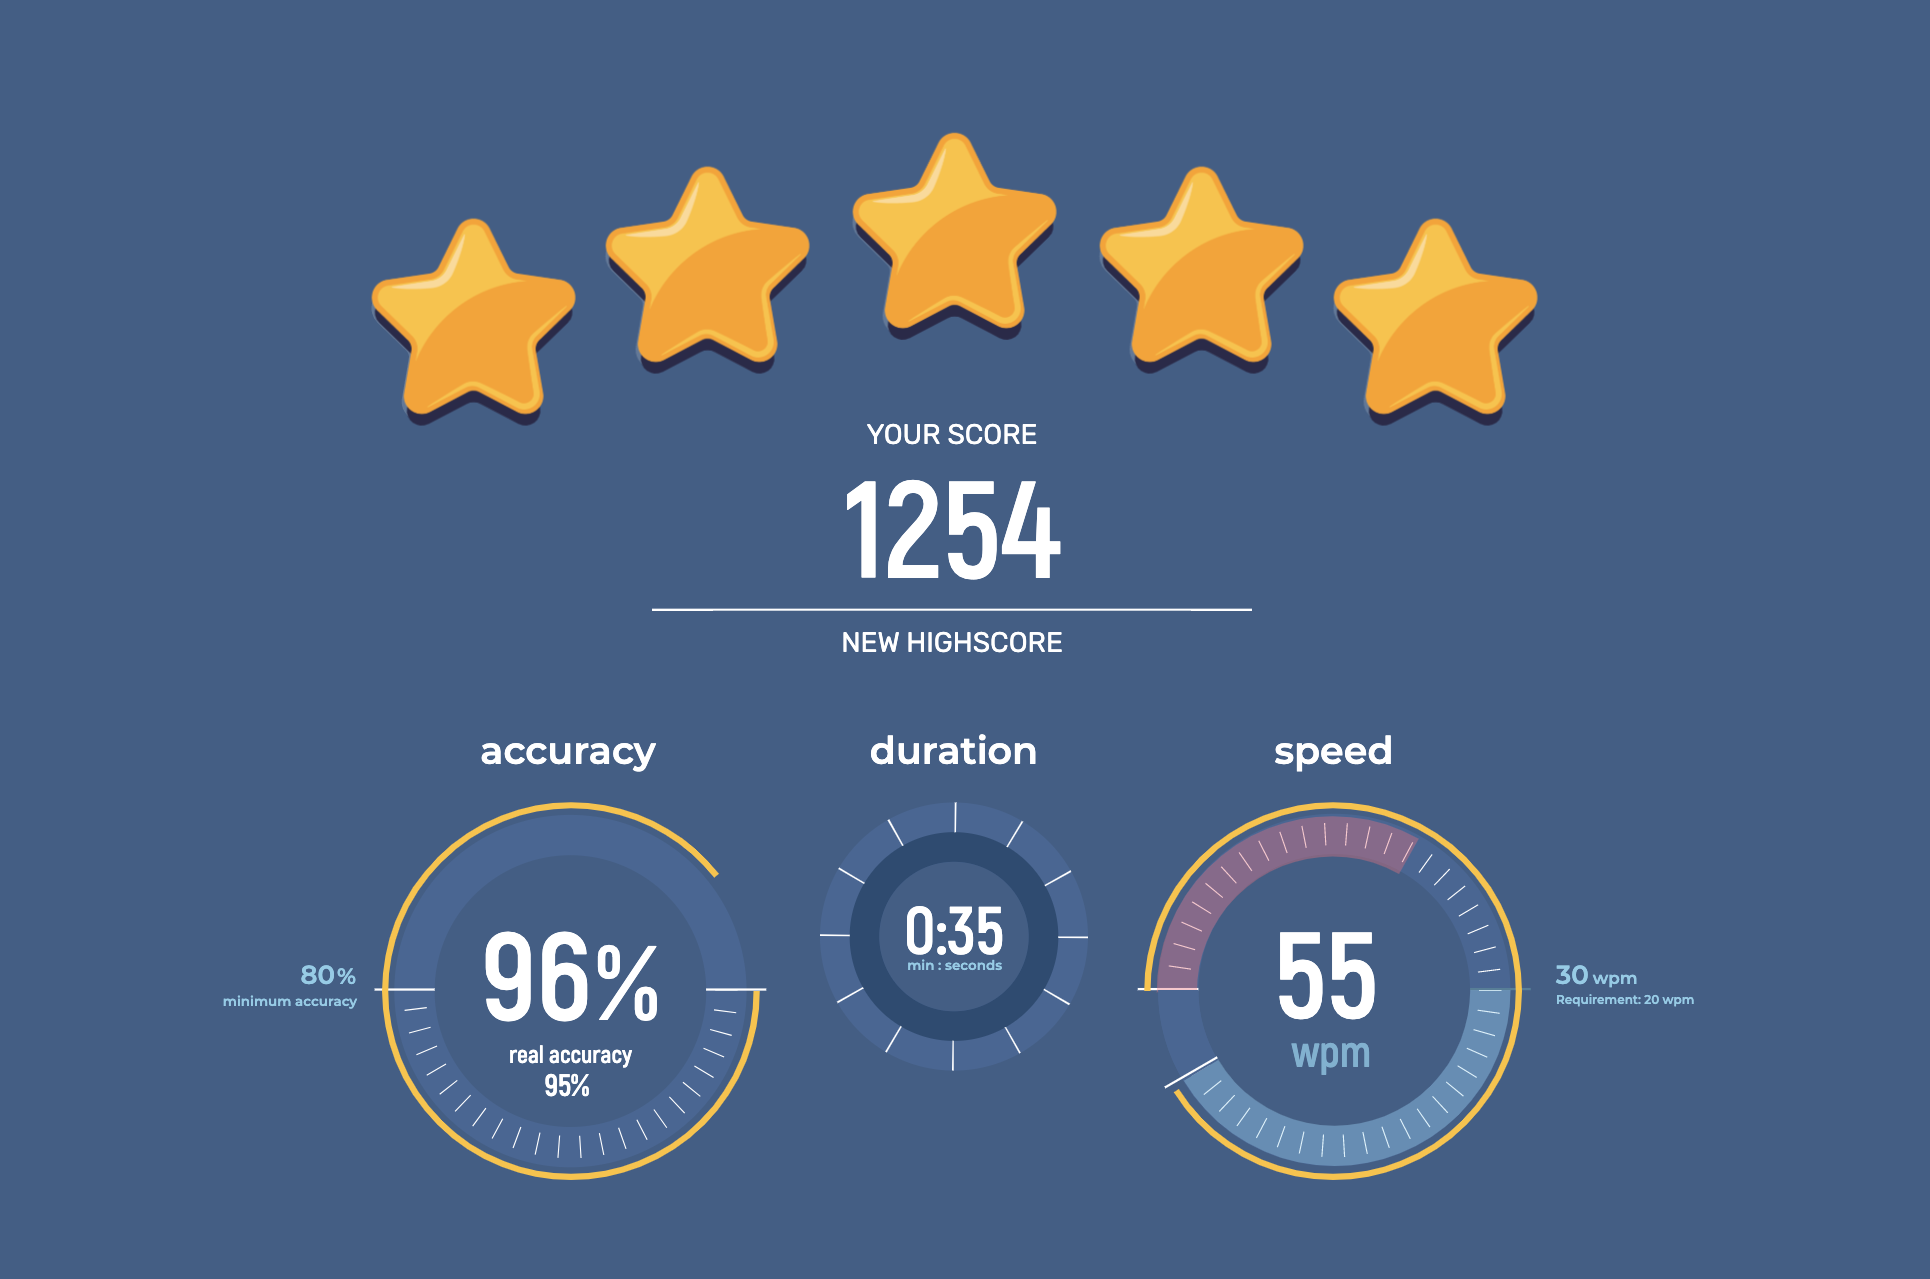 YOUR SCORE
1254
NEW HIGHSCORE
accuracy
96%
real accuracy
95%
80%
minimum accuracy
duration
0:35
min : seconds
speed
55
wpm
30 wpm
Requirement: 20 wpm